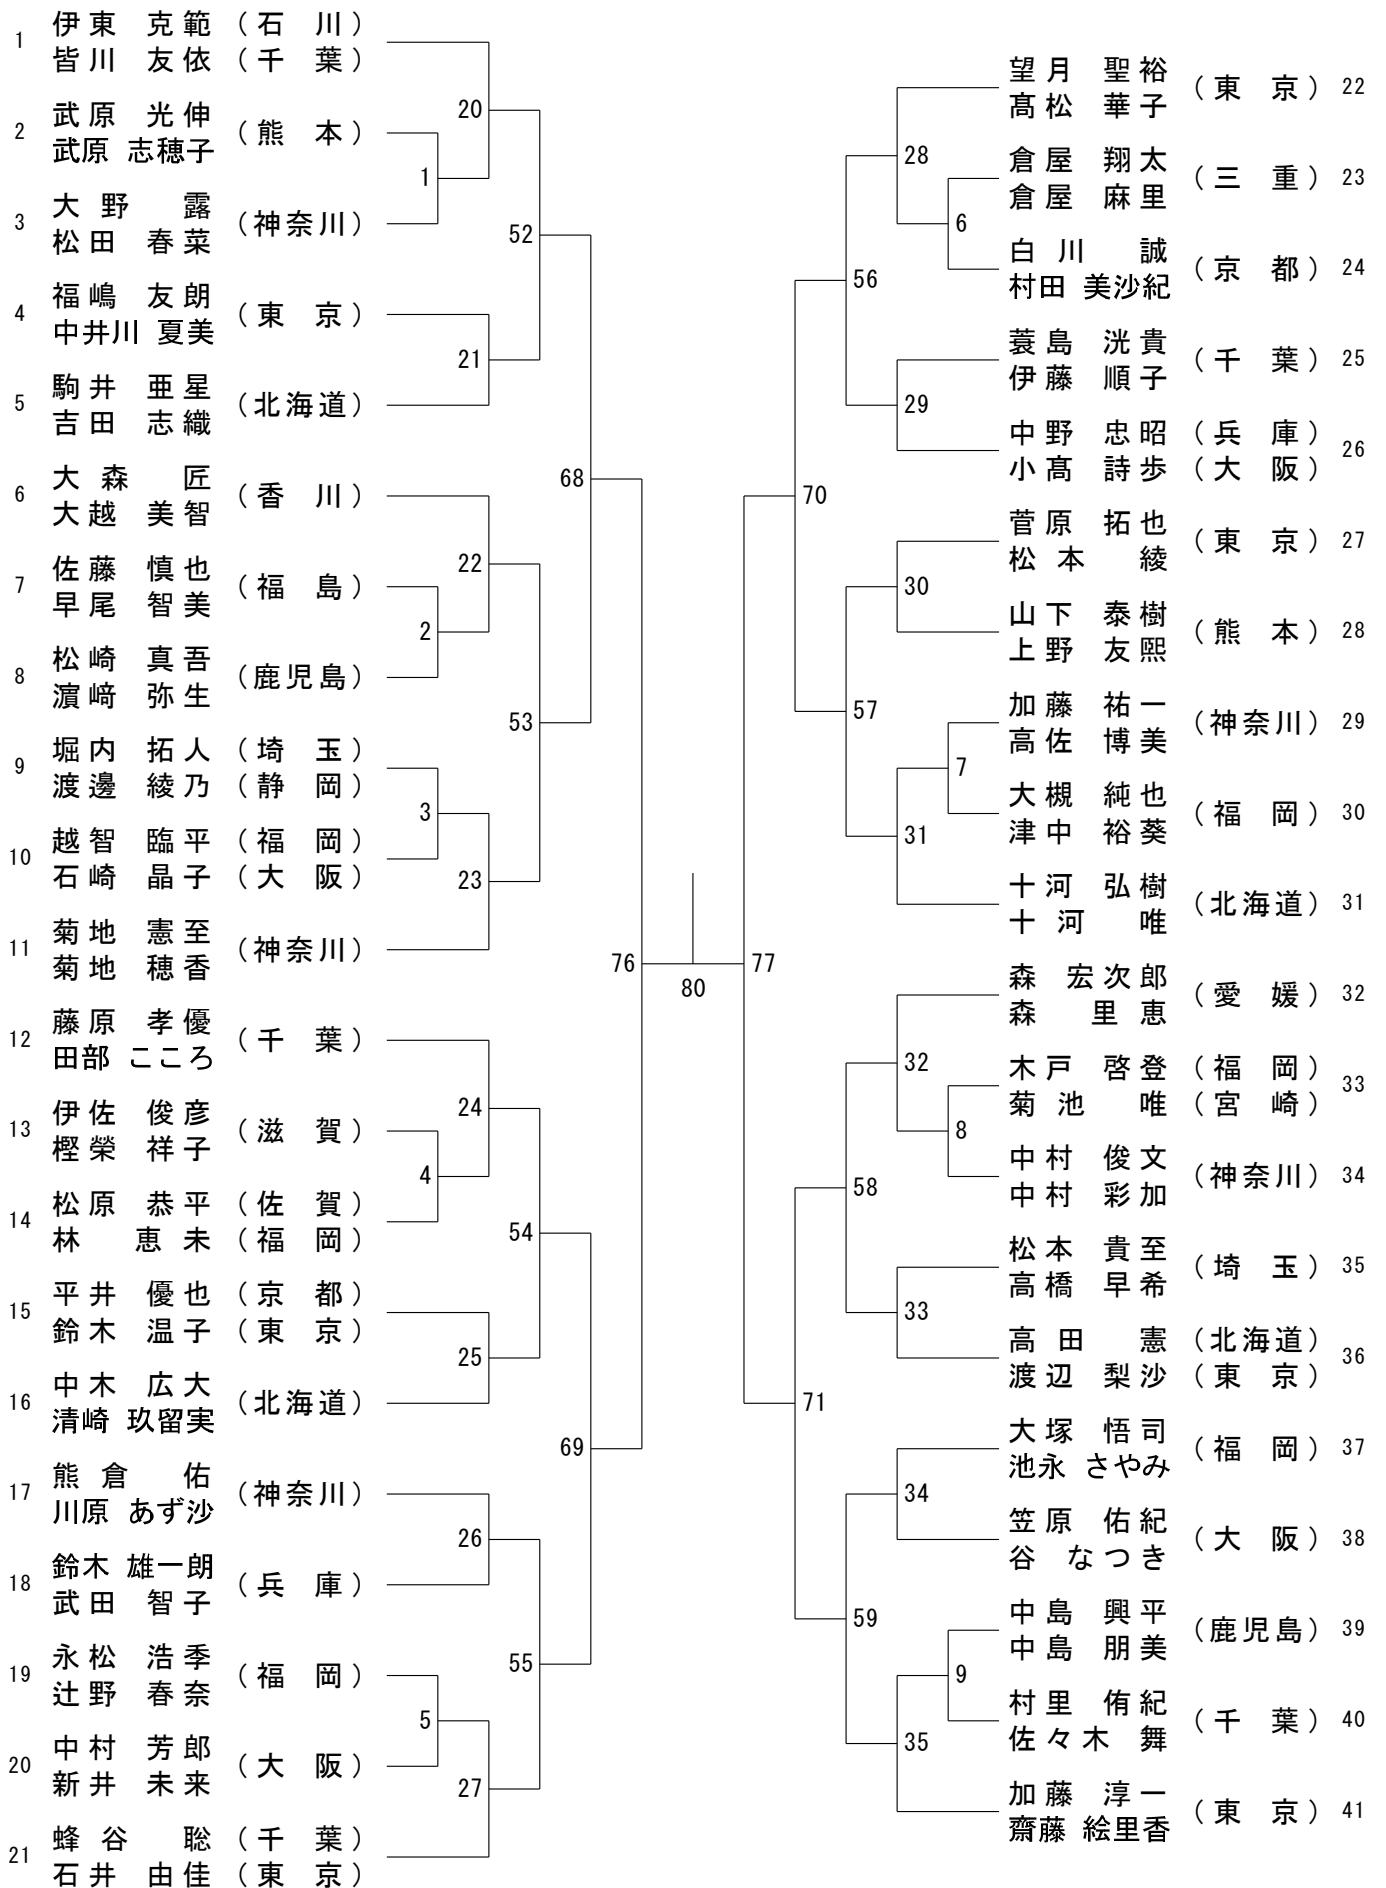 1 伊東 克範 （石 川）
皆川 友依 （千 葉）
2 武原 光伸 （熊 本）
武原 志穂子
3 大野 露 （神奈川）
松田 春菜
4 福嶋 友朗 （東 京）
中井川 夏美
5 駒井 亜星 （北海道）
吉田 志織
6 大森 匠 （香 川）
大越 美智
7 佐藤 慎也 （福 島）
早尾 智美
8 松崎 真吾 （鹿児島）
濵﨑 弥生
9 堀内 拓人 （埼 玉）
渡邊 綾乃 （静 岡）
10 越智 臨平 （福 岡）
石崎 晶子 （大 阪）
11 菊地 憲至 （神奈川）
菊地 穂香
12 藤原 孝優 （千 葉）
田部 こころ
13 伊佐 俊彦 （滋 賀）
樫榮 祥子
14 松原 恭平 （佐 賀）
林 恵未 （福 岡）
15 平井 優也 （京 都）
鈴木 温子 （東 京）
16 中木 広大 （北海道）
清崎 玖留実
17 熊倉 佑 （神奈川）
川原 あず沙
18 鈴木 雄一朗 （兵 庫）
武田 智子
19 永松 浩季 （福 岡）
辻野 春奈
20 中村 芳郎 （大 阪）
新井 未来
21 蜂谷 聡 （千 葉）
石井 由佳 （東 京）
1
2
3
4
5
20
21
22
23
24
25
26
27
52
53
54
55
68
69
76
80
77
70
71
56
57
58
59
28
29
30
31
32
33
34
35
6
7
8
9
望月 聖裕 （東 京） 22
髙松 華子
倉屋 翔太 （三 重） 23
倉屋 麻里
白川 誠 （京 都） 24
村田 美沙紀
蓑島 洸貴 （千 葉） 25
伊藤 順子
中野 忠昭 （兵 庫） 26
小髙 詩歩 （大 阪）
菅原 拓也 （東 京） 27
松本 綾
山下 泰樹 （熊 本） 28
上野 友熙
加藤 祐一 （神奈川） 29
高佐 博美
大槻 純也 （福 岡） 30
津中 裕葵
十河 弘樹 （北海道） 31
十河 唯
森 宏次郎 （愛 媛） 32
森 里恵
木戸 啓登 （福 岡） 33
菊池 唯 （宮 崎）
中村 俊文 （神奈川） 34
中村 彩加
松本 貴至 （埼 玉） 35
高橋 早希
高田 憲 （北海道） 36
渡辺 梨沙 （東 京）
大塚 悟司 （福 岡） 37
池永 さやみ
笠原 佑紀 （大 阪） 38
谷 なつき
中島 興平 （鹿児島） 39
中島 朋美
村里 侑紀 （千 葉） 40
佐々木 舞
加藤 淳一 （東 京） 41
齋藤 絵里香